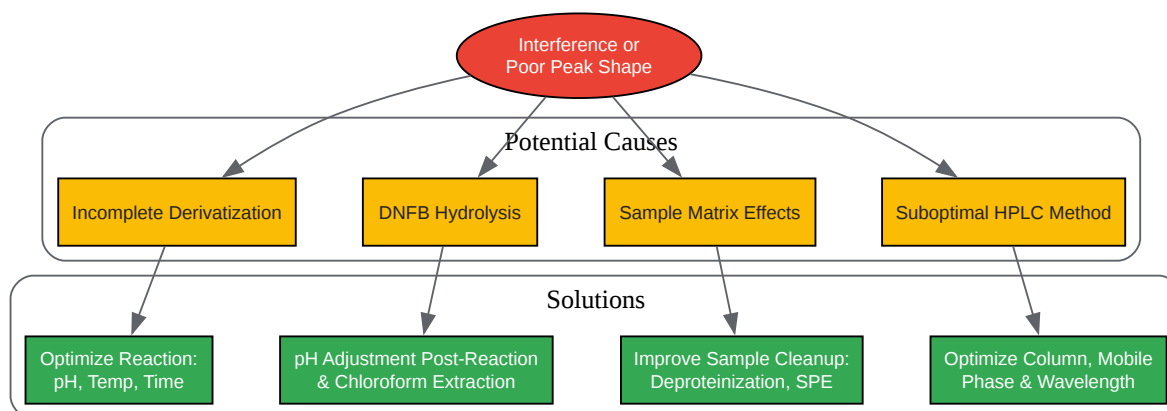 Interference or
Poor Peak Shape
Potential Causes
Incomplete Derivatization
DNFB Hydrolysis
Sample Matrix Effects
Suboptimal HPLC Method
Solutions
Optimize Reaction:
pH, Temp, Time
pH Adjustment Post-Reaction
& Chloroform Extraction
Improve Sample Cleanup:
Deproteinization, SPE
Optimize Column, Mobile
Phase & Wavelength